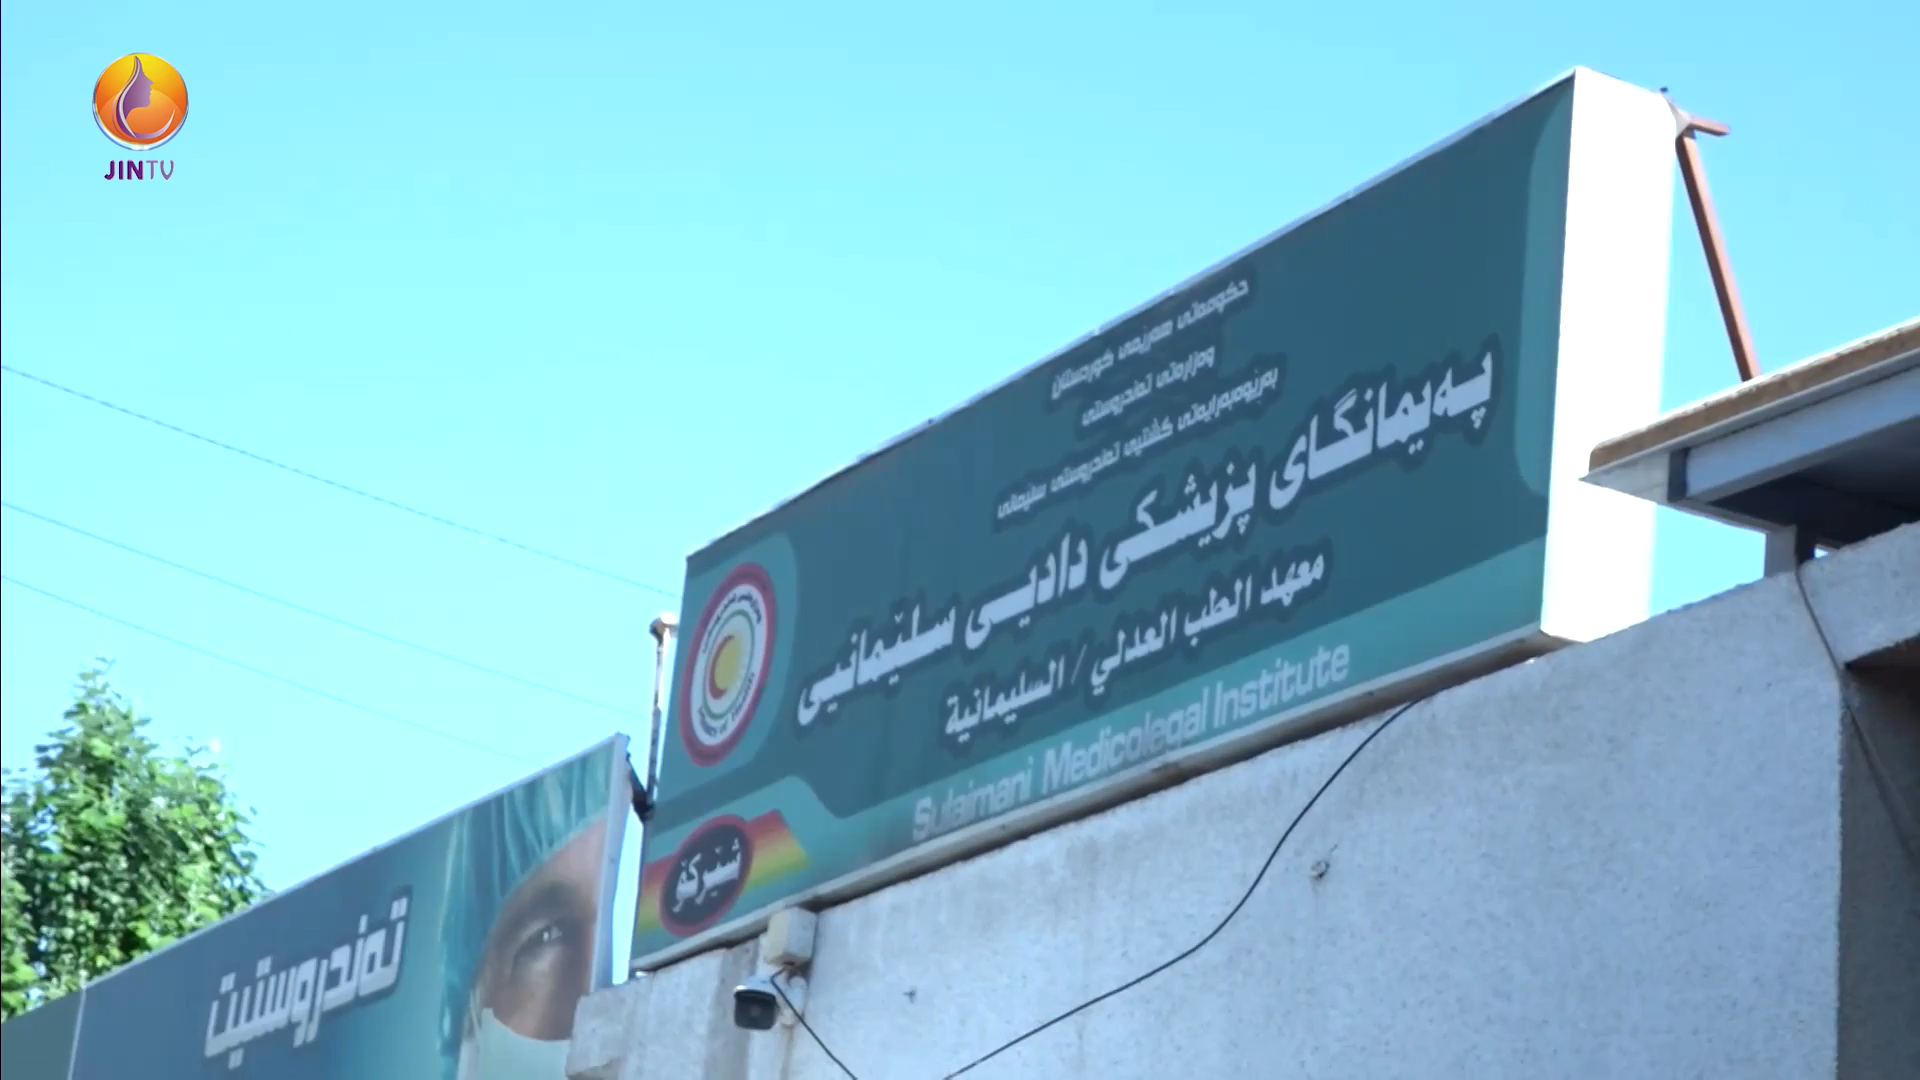 JINTV
حکومەتی هەرێمی کوردستان
وەزارەتی تەندروستی
بەڕێوەبەرایەتی گشتیی تەندروستی سلێمانی
پەیمانگای پزیشکی دادیی سلێمانیی
معهد الطب العدلي / السليمانية
Sulaimani Medicolegal Institute
شێرکۆ
تەندروستیت